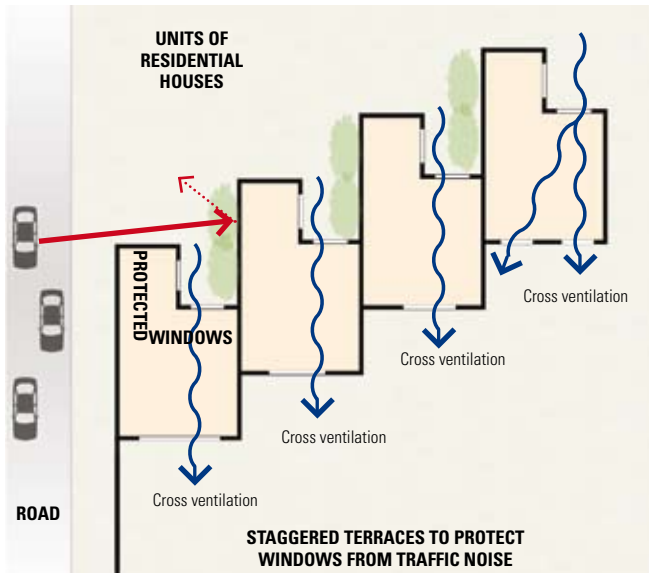 UNITS OF
RESIDENTIAL
HOUSES
PROTECTED
WINDOWS
Cross ventilation
Cross ventilation
Cross ventilation
Cross ventilation
ROAD
STAGGERED TERRACES TO PROTECT
WINDOWS FROM TRAFFIC NOISE